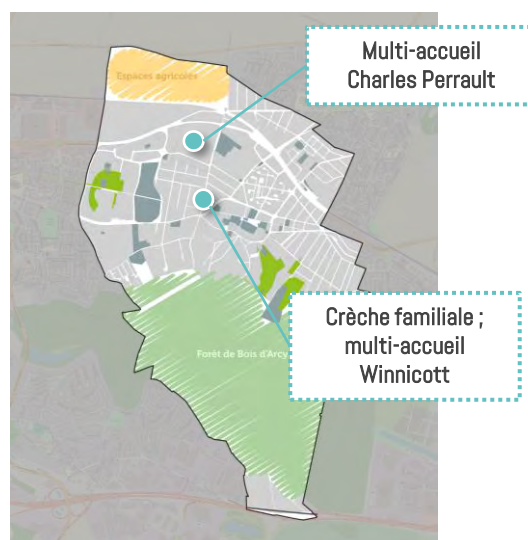 Multi-accueil
Charles Perrault
Espaces agricoles
Crèche familiale ;
multi-accueil
Winnicott
Forêt de Bois d'Arcy